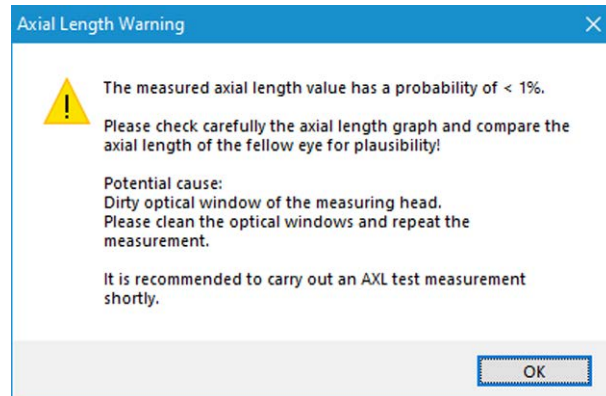 Axial Length Warning
The measured axial length value has a probability of < 1%.
Please check carefully the axial length graph and compare the
axial length of the fellow eye for plausibility!
Potential cause:
Dirty optical window of the measuring head.
Please clean the optical windows and repeat the
measurement.
It is recommended to carry out an AXL test measurement
shortly.
OK